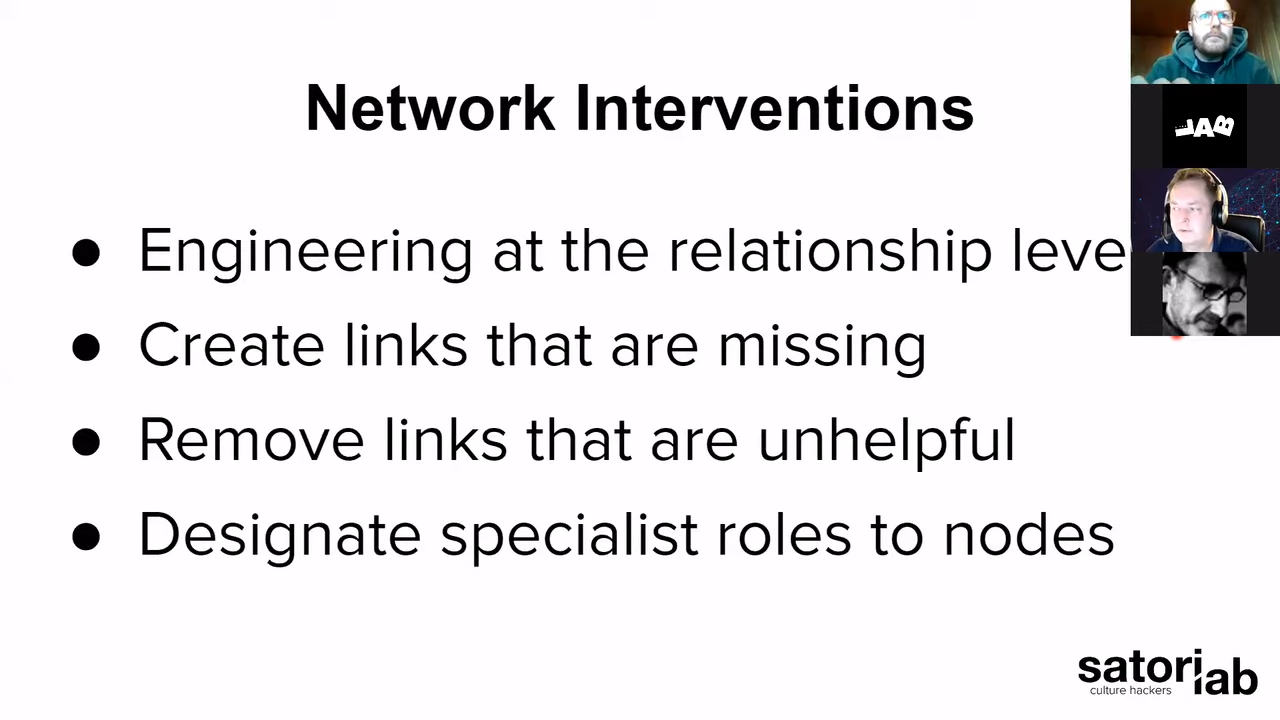 Network Interventions
LAB
● Engineering at the relationship leve
● Create links that are missing
● Remove links that are unhelpful
● Designate specialist roles to nodes
satori lab
culture hackers